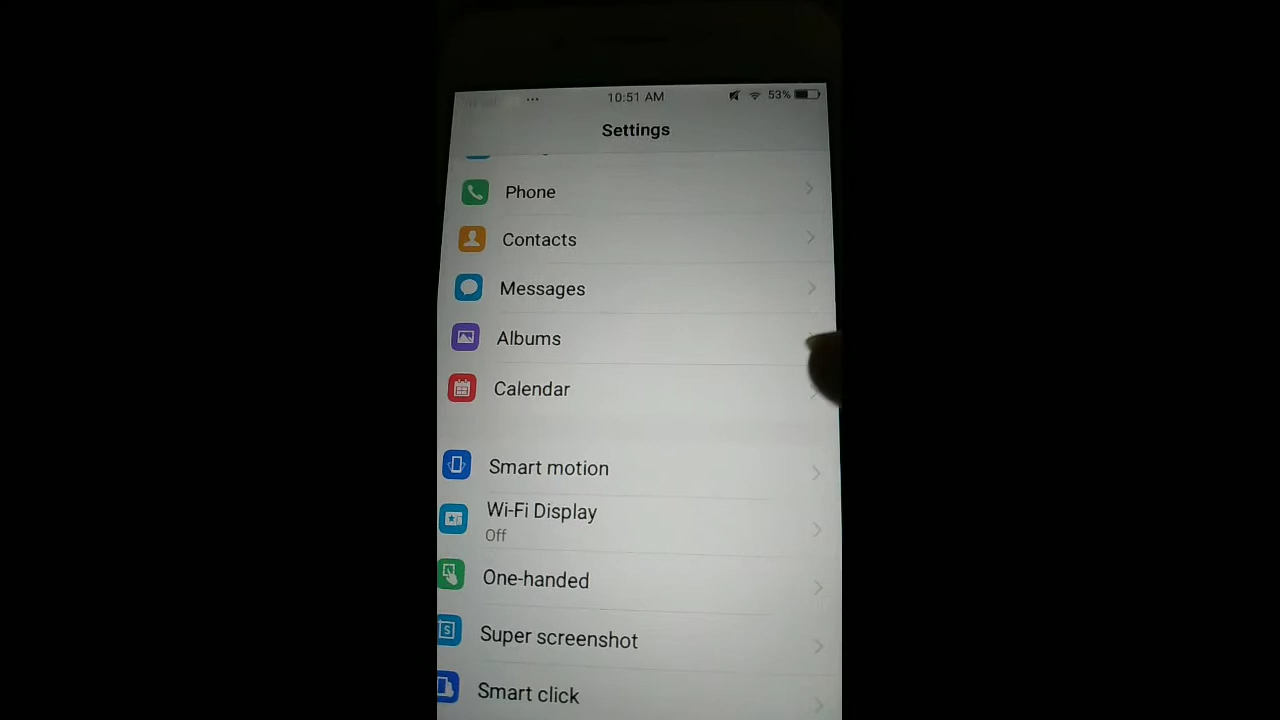 10:51 AM
53%
Settings
Phone
Contacts
Messages
Albums
Calendar
Smart motion
Wi-Fi Display
Off
One-handed
Super screenshot
Smart click